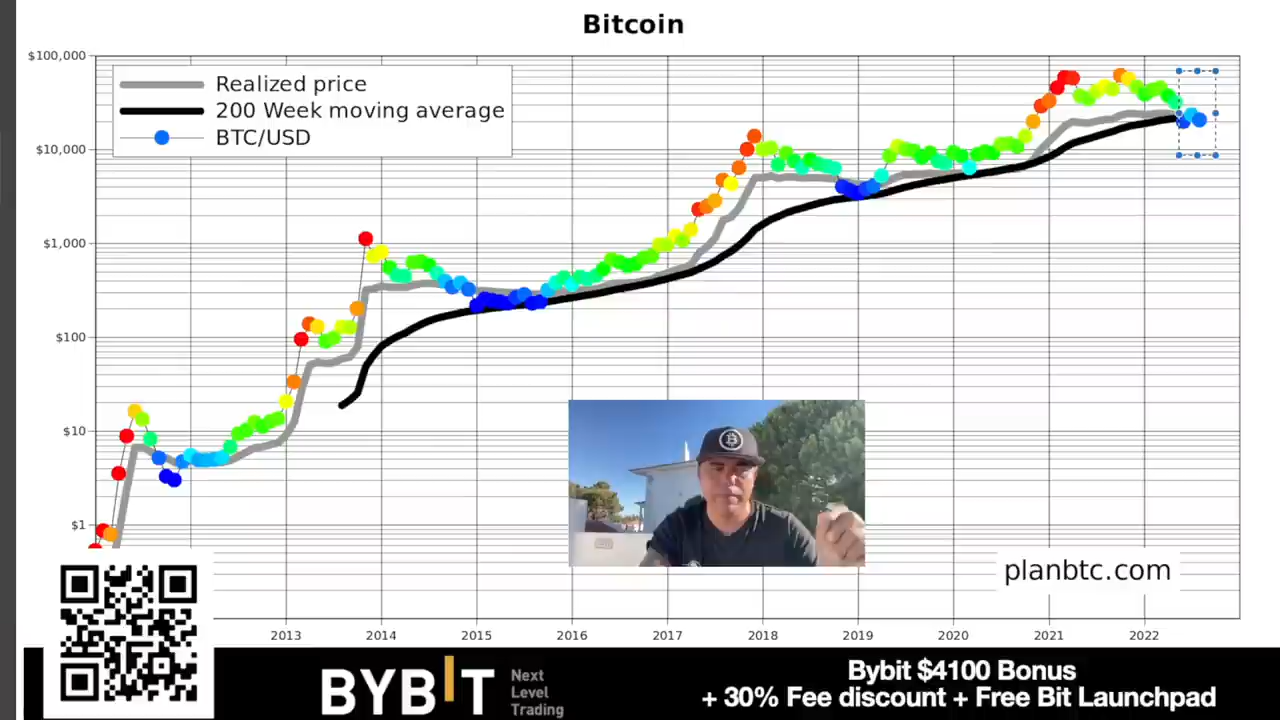 Bitcoin
$100,000
$10,000
$1,000
$100
$10
$1
Realized price
200 Week moving average
BTC/USD
planbtc.com
2013
2014
2015
2016
2017
2018
2019
2020
2021
2022
BYBIT
Next
Level
Trading
Bybit $4100 Bonus
+ 30% Fee discount + Free Bit Launchpad